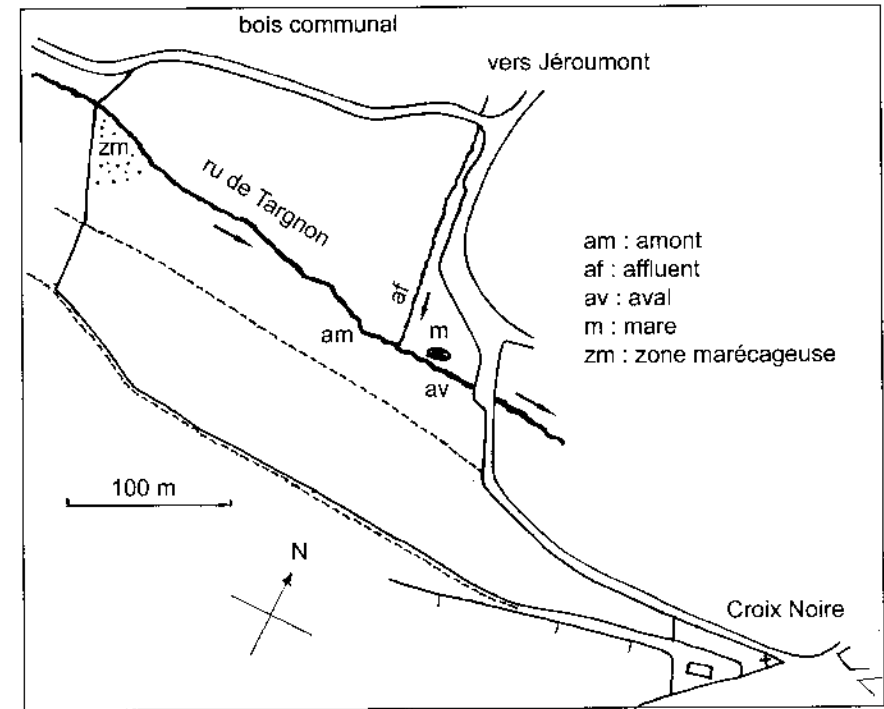 bois communal
vers Jéroumont
zm
ru de Targnon
am : amont
af : affluent
av : aval
m : mare
zm : zone marécageuse
af
am
m
av
100 m
N
Croix Noire